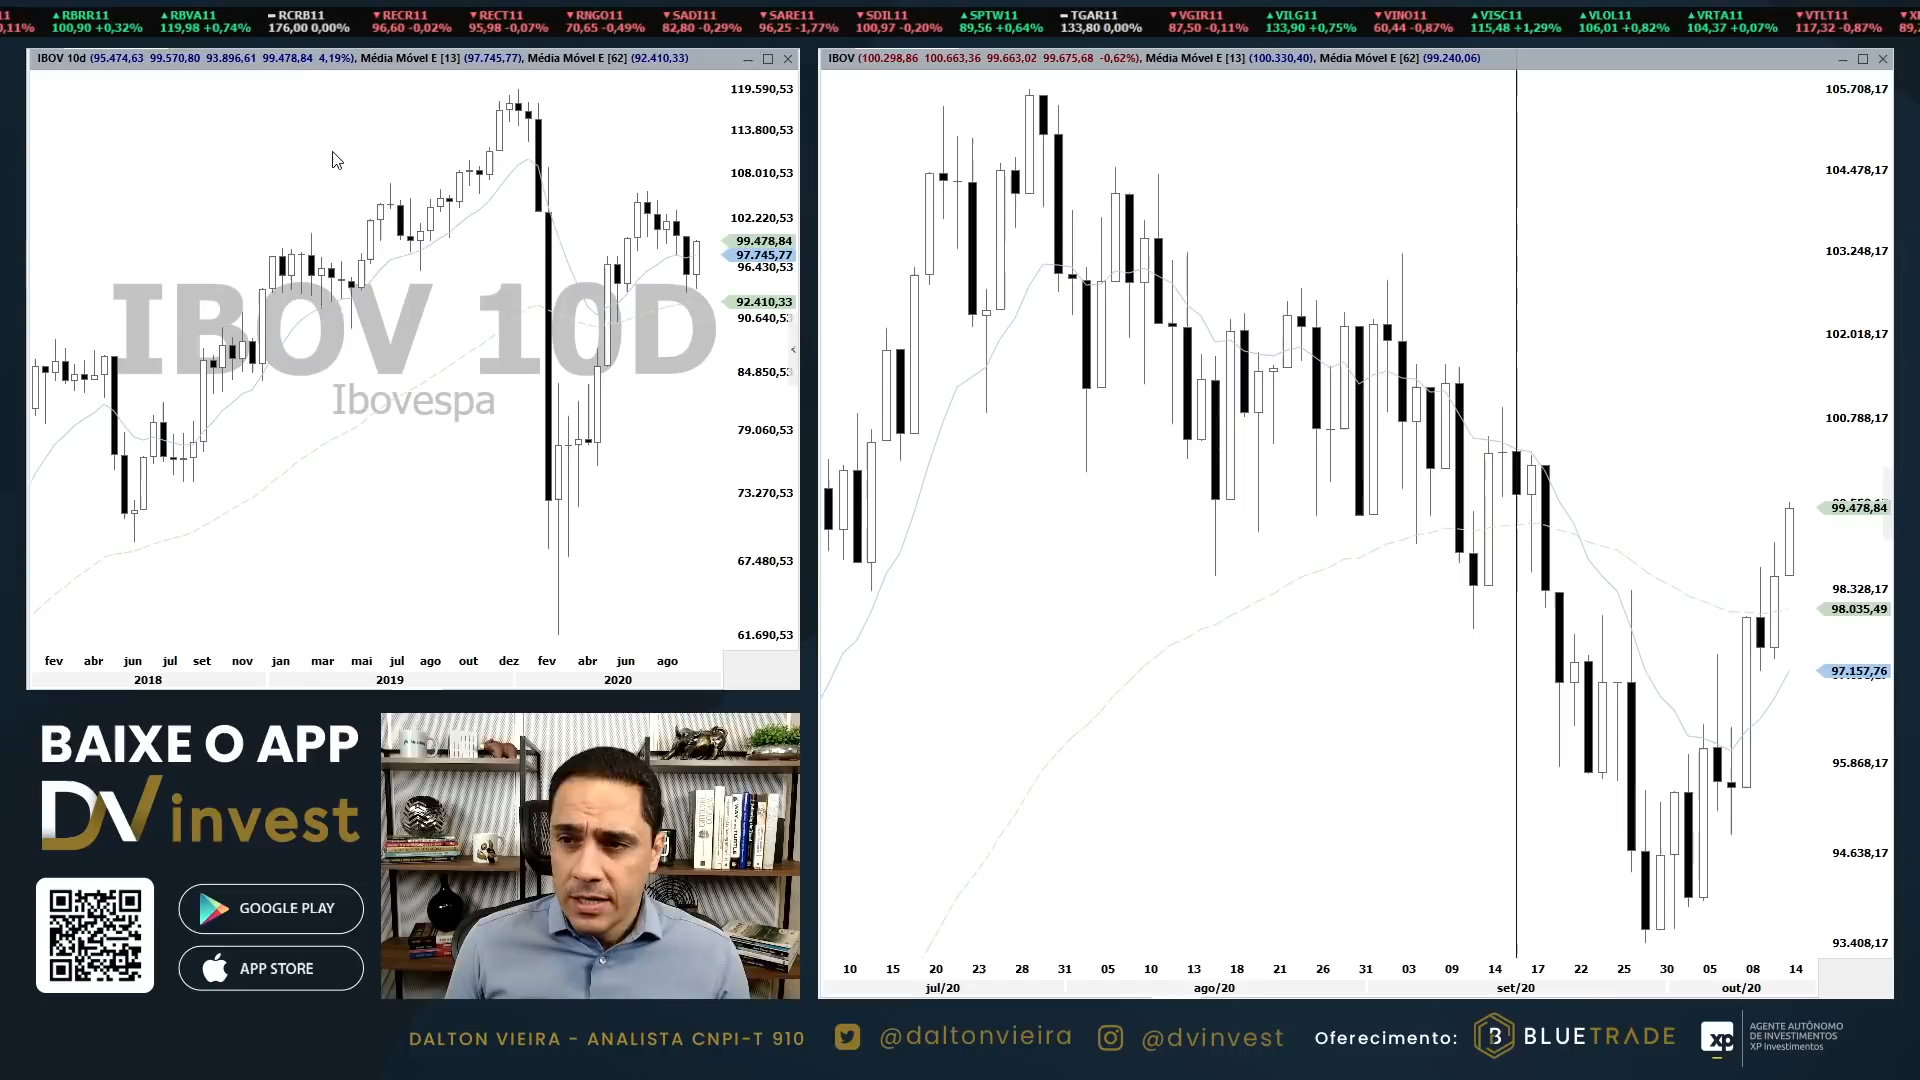 ▲RBRR11 ▲RBVA11 RCRB11 ▼RECR11 ▼RECT11 ▼RNGO11 ▼SADI11 ▼SARE11 ▼SDIL11 ▲SPTW11 TGAR11 ▼VGIR11 ▲VILG11 ▼VINO11 ▲VISC11 ▲VLOL11 ▲VRTA11 ▼VTLT11
0,11% 100,90 +0,32% 119,98 +0,74% 176,00 0,00% 96,60 -0,02% 95,98 -0,07% 70,65 -0,49% 82,80 -0,29% 96,25 -1,77% 100,97 -0,20% 89,56 +0,64% 133,80 0,00% 87,50 -0,11% 133,90 +0,75% 60,44 -0,87% 115,48 +1,29% 106,01 +0,82% 104,37 +0,07% 117,32 -0,87%
IBOV 10d (95.474,63 99.570,80 93.896,61 99.478,84 4,19%), Média Móvel E [13] (97.745,77), Média Móvel E [62] (92.410,33)
119.590,53
113.800,53
108.010,53
102.220,53
99.478,84
97.745,77
96.430,53
92.410,33
90.640,53
84.850,53
79.060,53
73.270,53
67.480,53
61.690,53
IBOV 10D
Ibovespa
fev abr jun jul set nov jan mar mai jul ago out dez fev abr jun ago
2018 2019 2020
IBOV (100.298,86 100.663,36 99.663,02 99.675,68 -0,62%), Média Móvel E [13] (100.330,40), Média Móvel E [62] (99.240,06)
105.708,17
104.478,17
103.248,17
102.018,17
100.788,17
99.478,84
98.328,17
98.035,49
97.157,76
95.868,17
94.638,17
93.408,17
10 15 20 23 28 31 05 10 13 18 21 26 31 03 09 14 17 22 25 30 05 08 14
jul/20 ago/20 set/20 out/20
BAIXE O APP
DV invest
GOOGLE PLAY
APP STORE
DALTON VIEIRA - ANALISTA CNPI-T 910
@daltonvieira
@dvinvest
Oferecimento:
BLUETRADE
xp
AGENTE AUTÔNOMO
DE INVESTIMENTOS
XP Investimentos